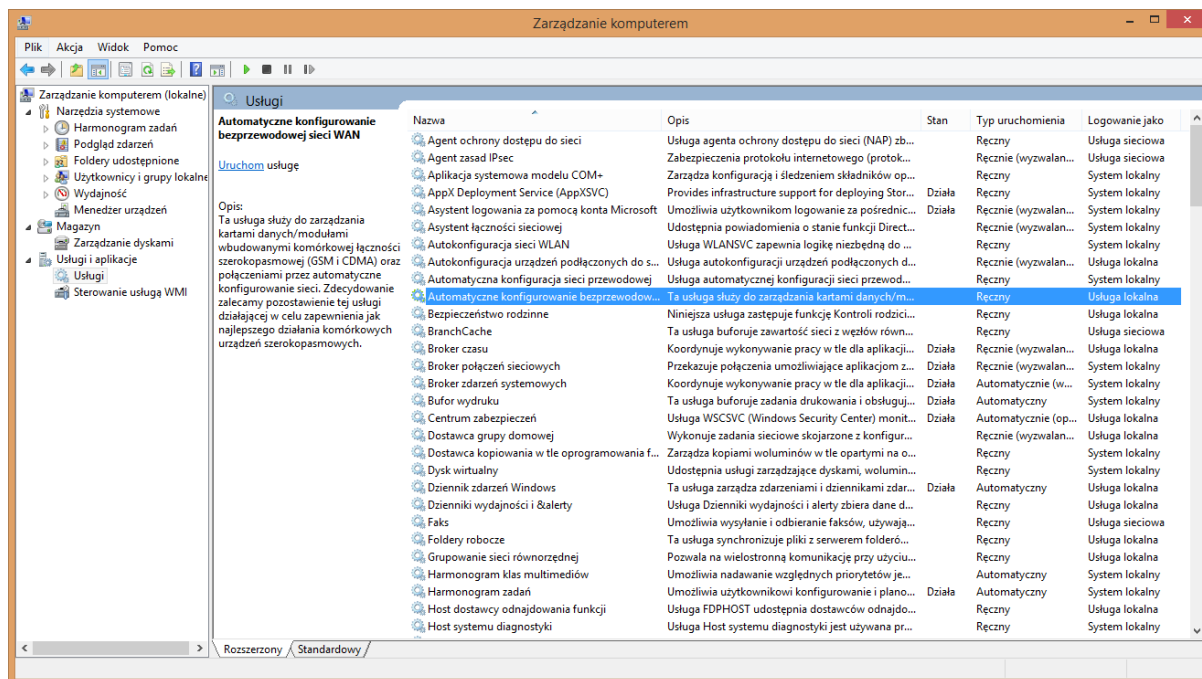 Zarządzanie komputerem
Plik Akcja Widok Pomoc
Zarządzanie komputerem (lokalne)
Narzędzia systemowe
Harmonogram zadań
Podgląd zdarzeń
Foldery udostępnione
Użytkownicy i grupy lokalne
Wydajność
Menedżer urządzeń
Magazyn
Zarządzanie dyskami
Usługi i aplikacje
Usługi
Sterowanie usługą WMI
Usługi
Automatyczne konfigurowanie
bezprzewodowej sieci WAN
Uruchom usługę
Opis:
Ta usługa służy do zarządzania
kartami danych/modułami
wbudowanymi komórkowej łączności
szerokopasmowej (GSM i CDMA) oraz
połączeniami przez automatyczne
konfigurowanie sieci. Zdecydowanie
zalecamy pozostawienie tej usługi
działającej w celu zapewnienia jak
najlepszego działania komórkowych
urządzeń szerokopasmowych.
Nazwa Opis Stan Typ uruchomienia Logowanie jako
Agent ochrony dostępu do sieci Usługa agenta ochrony dostępu do sieci (NAP) zb... Ręczny Usługa sieciowa
Agent zasad IPsec Zabezpieczenia protokołu internetowego (protok... Ręcznie (wyzwalan... Usługa sieciowa
Aplikacja systemowa modelu COM+ Zarządza konfiguracją i śledzeniem składników op... Ręczny System lokalny
AppX Deployment Service (AppXSVC) Provides infrastructure support for deploying Stor... Działa Ręczny System lokalny
Asystent logowania za pomocą konta Microsoft Umożliwia użytkownikom logowanie za pośrednic... Działa Ręcznie (wyzwalan... System lokalny
Asystent łączności sieciowej Udostępnia powiadomienia o stanie funkcji Direct... Ręcznie (wyzwalan... System lokalny
Autokonfiguracja sieci WLAN Usługa WLANSVC zapewnia logikę niezbędną do ... Ręczny System lokalny
Autokonfiguracja urządzeń podłączonych do s... Usługa autokonfiguracji urządzeń podłączonych d... Ręcznie (wyzwalan... Usługa lokalna
Automatyczna konfiguracja sieci przewodowej Usługa automatycznej konfiguracji sieci przewod... Ręczny System lokalny
Automatyczne konfigurowanie bezprzewodow... Ta usługa służy do zarządzania kartami danych/m... Ręczny Usługa lokalna
Bezpieczeństwo rodzinne Niniejsza usługa zastępuje funkcję Kontroli rodzici... Ręczny Usługa lokalna
BranchCache Ta usługa buforuje zawartość sieci z węzłów równ... Ręczny Usługa sieciowa
Broker czasu Koordynuje wykonywanie pracy w tle dla aplikacji... Działa Ręcznie (wyzwalan... Usługa lokalna
Broker połączeń sieciowych Przekazuje połączenia umożliwiające aplikacjom z... Działa Ręcznie (wyzwalan... System lokalny
Broker zdarzeń systemowych Koordynuje wykonywanie pracy w tle dla aplikacji... Działa Automatycznie (w... System lokalny
Bufor wydruku Ta usługa buforuje zadania drukowania i obsługuj... Działa Automatyczny System lokalny
Centrum zabezpieczeń Usługa WSCSVC (Windows Security Center) monit... Działa Automatycznie (op... Usługa lokalna
Dostawca grupy domowej Wykonuje zadania sieciowe skojarzone z konfigur... Ręcznie (wyzwalan... Usługa lokalna
Dostawca kopiowania w tle oprogramowania f... Zarządza kopiami woluminów w tle opartymi na o... Ręczny System lokalny
Dysk wirtualny Udostępnia usługi zarządzające dyskami, wolumin... Ręczny System lokalny
Dziennik zdarzeń Windows Ta usługa zarządza zdarzeniami i dziennikami zdar... Działa Automatyczny Usługa lokalna
Dzienniki wydajności i &alerty Usługa Dzienniki wydajności i alerty zbiera dane d... Ręczny Usługa lokalna
Faks Umożliwia wysyłanie i odbieranie faksów, używają... Ręczny Usługa sieciowa
Foldery robocze Ta usługa synchronizuje pliki z serwerem folderó... Ręczny Usługa lokalna
Grupowanie sieci równorzędnej Pozwala na wielostronną komunikację przy użyciu... Ręczny Usługa lokalna
Harmonogram klas multimediów Umożliwia nadawanie względnych priorytetów je... Automatyczny System lokalny
Harmonogram zadań Umożliwia użytkownikowi konfigurowanie i plano... Działa Automatyczny System lokalny
Host dostawcy odnajdowania funkcji Usługa FDPHOST udostępnia dostawców odnajdo... Ręczny Usługa lokalna
Host systemu diagnostyki Usługa Host systemu diagnostyki jest używana pr... Ręczny System lokalny
Rozszerzony Standardowy